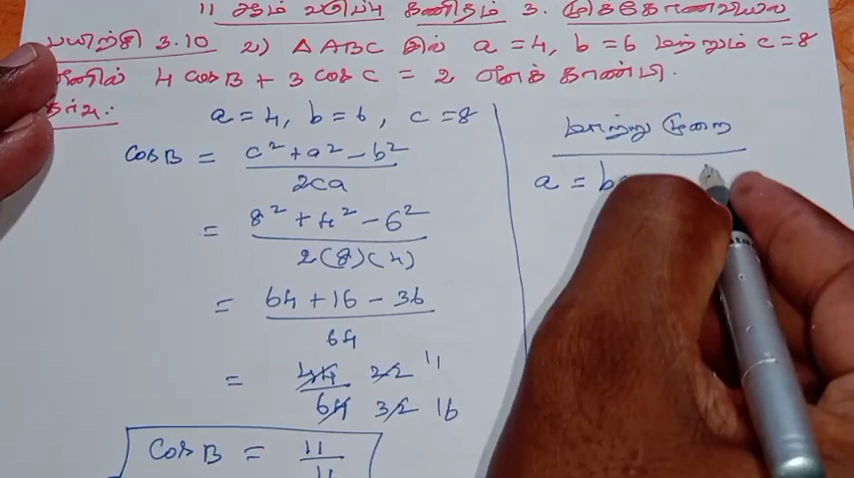 11 ஆம் வகுப்பு கணிதம் 3. முக்கோணவியல்
பயிற்சி 3.10 2) △ABC இல் a = 4, b = 6 மற்றும் c = 8
எனில் 4 cos B + 3 cos C = 2 எனக் காண்பி.
தீர்வு:
a = 4, b = 6, c = 8
cos B = c² + a² - b² / 2ca
= 8² + 4² - 6² / 2(8)(4)
= 64 + 16 - 36 / 64
= 44 22 11 / 64 32 16
cos B = 11 /
மாற்று முறை
a = b